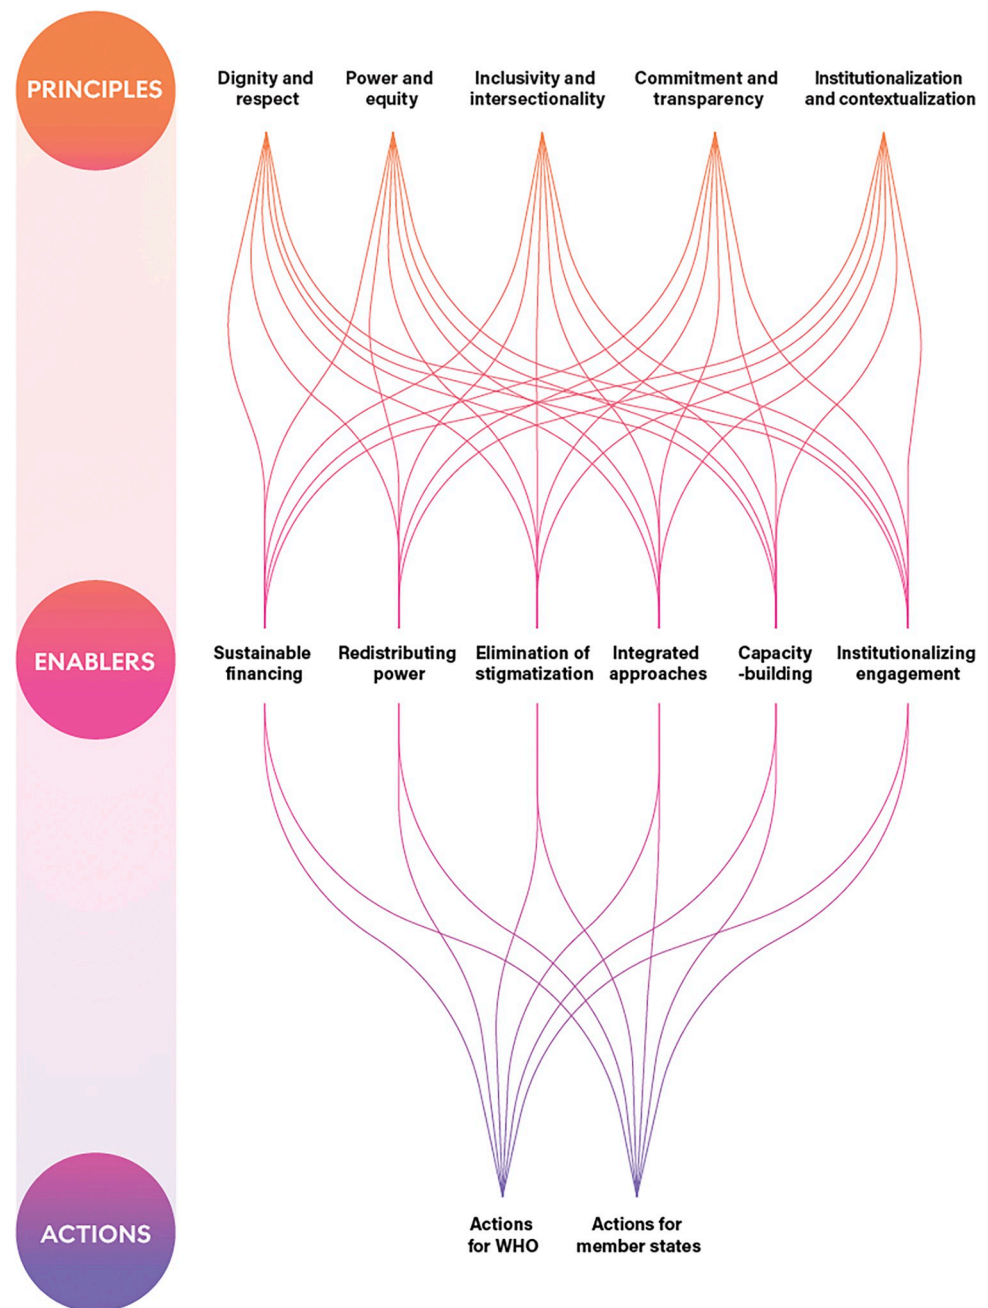 PRINCIPLES
Dignity and
respect
Power and
equity
Inclusivity and
intersectionality
Commitment and
transparency
Institutionalization
and contextualization
ENABLERS
Sustainable
financing
Redistributing
power
Elimination of
stigmatization
Integrated
approaches
Capacity
-building
Institutionalizing
engagement
ACTIONS
Actions
for WHO
Actions for
member states